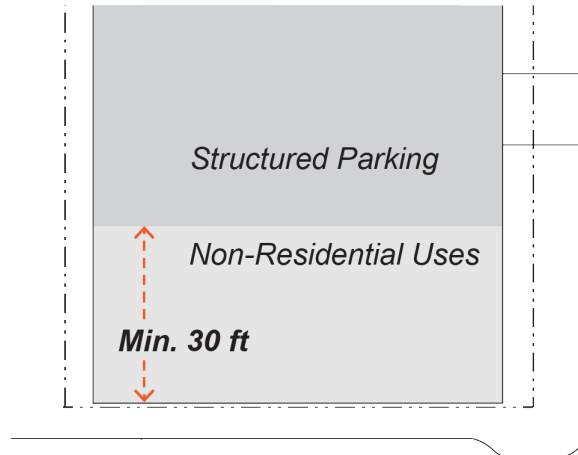 Structured Parking
Non-Residential Uses
Min. 30 ft